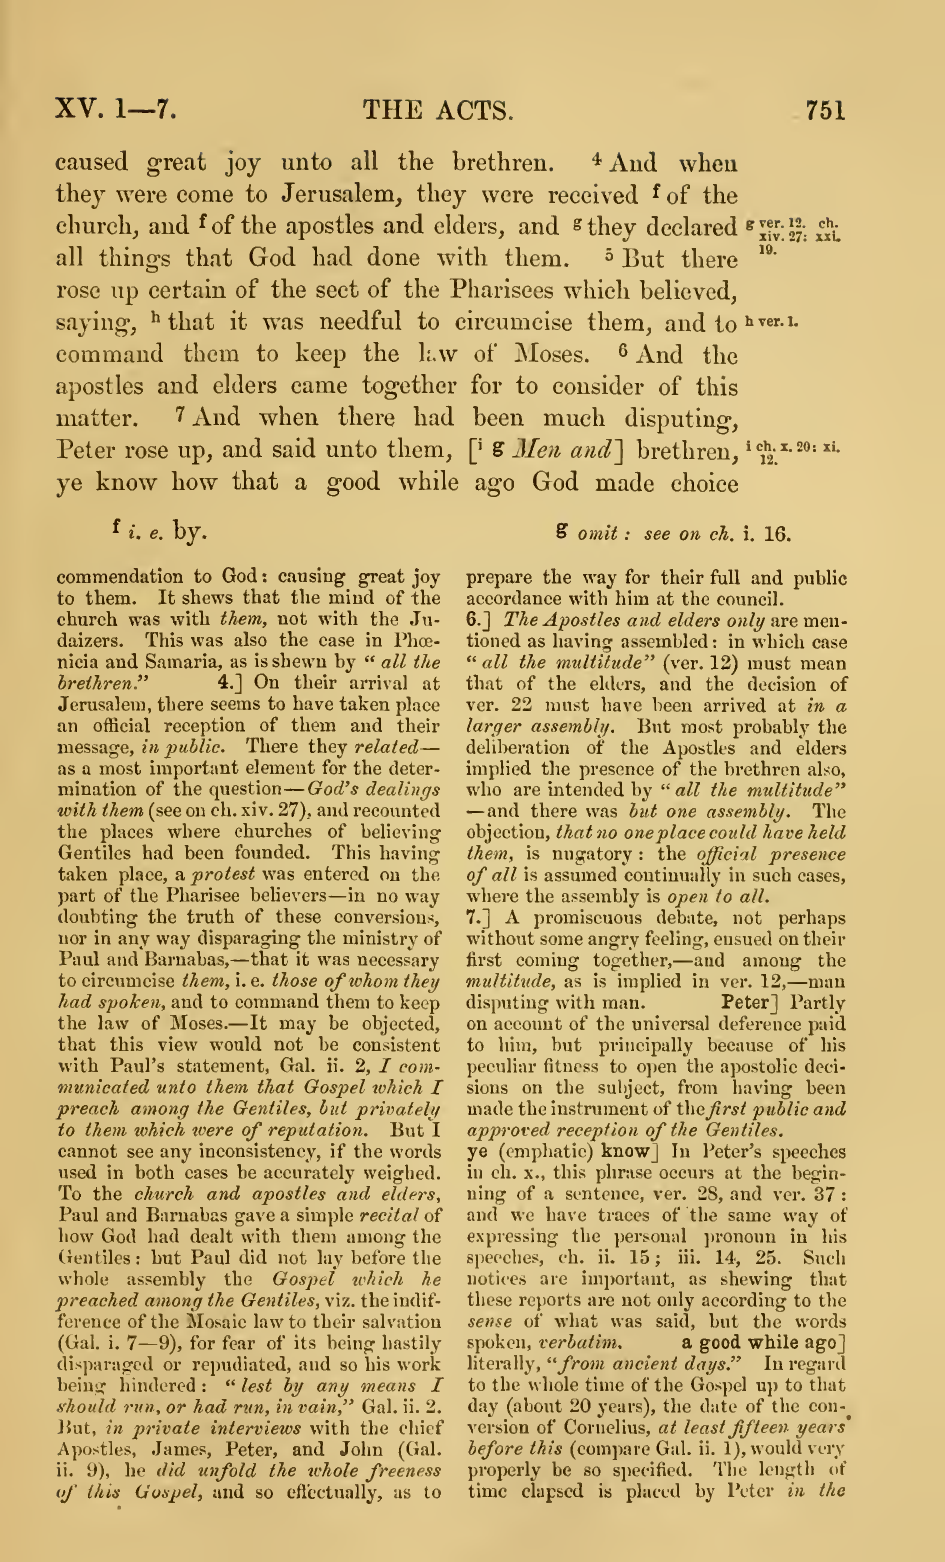 XV. 1—7. THE ACTS. 751
caused great joy unto all the brethren. 4 And when
they were come to Jerusalem, they were received f of the
church, and f of the apostles and elders, and g they declared
all things that God had done with them. 5 But there
rose up certain of the sect of the Pharisees which believed,
saying, h that it was needful to circumcise them, and to
command them to keep the law of Moses. 6 And the
apostles and elders came together for to consider of this
matter. 7 And when there had been much disputing,
Peter rose up, and said unto them, [i g Men and] brethren,
ye know how that a good while ago God made choice
g ver. 12. ch.
xiv. 27: xxi.
19.
h ver. 1.
i ch. x. 20: xi.
12.
f i. e. by.
g omit: see on ch. i. 16.
commendation to God: causing great joy
to them. It shews that the mind of the
church was with them, not with the Ju-
daizers. This was also the case in Phœ-
nicia and Samaria, as is shewn by "all the
brethren." 4.] On their arrival at
Jerusalem, there seems to have taken place
an official reception of them and their
message, in public. There they related—
as a most important element for the deter-
mination of the question—God's dealings
with them (see on ch. xiv. 27), and recounted
the places where churches of believing
Gentiles had been founded. This having
taken place, a protest was entered on the
part of the Pharisee believers—in no way
doubting the truth of these conversions,
nor in any way disparaging the ministry of
Paul and Barnabas,—that it was necessary
to circumcise them, i. e. those of whom they
had spoken, and to command them to keep
the law of Moses.—It may be objected,
that this view would not be consistent
with Paul's statement, Gal. ii. 2, I com-
municated unto them that Gospel which I
preach among the Gentiles, but privately
to them which were of reputation. But I
cannot see any inconsistency, if the words
used in both cases be accurately weighed.
To the church and apostles and elders,
Paul and Barnabas gave a simple recital of
how God had dealt with them among the
Gentiles: but Paul did not lay before the
whole assembly the Gospel which he
preached among the Gentiles, viz. the indif-
ference of the Mosaic law to their salvation
(Gal. i. 7—9), for fear of its being hastily
disparaged or repudiated, and so his work
being hindered: "lest by any means I
should run, or had run, in vain," Gal. ii. 2.
But, in private interviews with the chief
Apostles, James, Peter, and John (Gal.
ii. 9), he did unfold the whole freeness
of this Gospel, and so effectually, as to
prepare the way for their full and public
accordance with him at the council.
6.] The Apostles and elders only are men-
tioned as having assembled: in which case
"all the multitude" (ver. 12) must mean
that of the elders, and the decision of
ver. 22 must have been arrived at in a
larger assembly. But most probably the
deliberation of the Apostles and elders
implied the presence of the brethren also,
who are intended by "all the multitude"
—and there was but one assembly. The
objection, that no one place could have held
them, is nugatory: the official presence
of all is assumed continually in such cases,
where the assembly is open to all.
7.] A promiscuous debate, not perhaps
without some angry feeling, ensued on their
first coming together,—and among the
multitude, as is implied in ver. 12,—man
disputing with man. Peter] Partly
on account of the universal deference paid
to him, but principally because of his
peculiar fitness to open the apostolic deci-
sions on the subject, from having been
made the instrument of the first public and
approved reception of the Gentiles.
ye (emphatic) know] In Peter's speeches
in ch. x., this phrase occurs at the begin-
ning of a sentence, ver. 28, and ver. 37:
and we have traces of the same way of
expressing the personal pronoun in his
speeches, ch. ii. 15; iii. 14, 25. Such
notices are important, as shewing that
these reports are not only according to the
sense of what was said, but the words
spoken, verbatim. a good while ago]
literally, "from ancient days." In regard
to the whole time of the Gospel up to that
day (about 20 years), the date of the con-
version of Cornelius, at least fifteen years
before this (compare Gal. ii. 1), would very
properly be so specified. The length of
time elapsed is placed by Peter in the